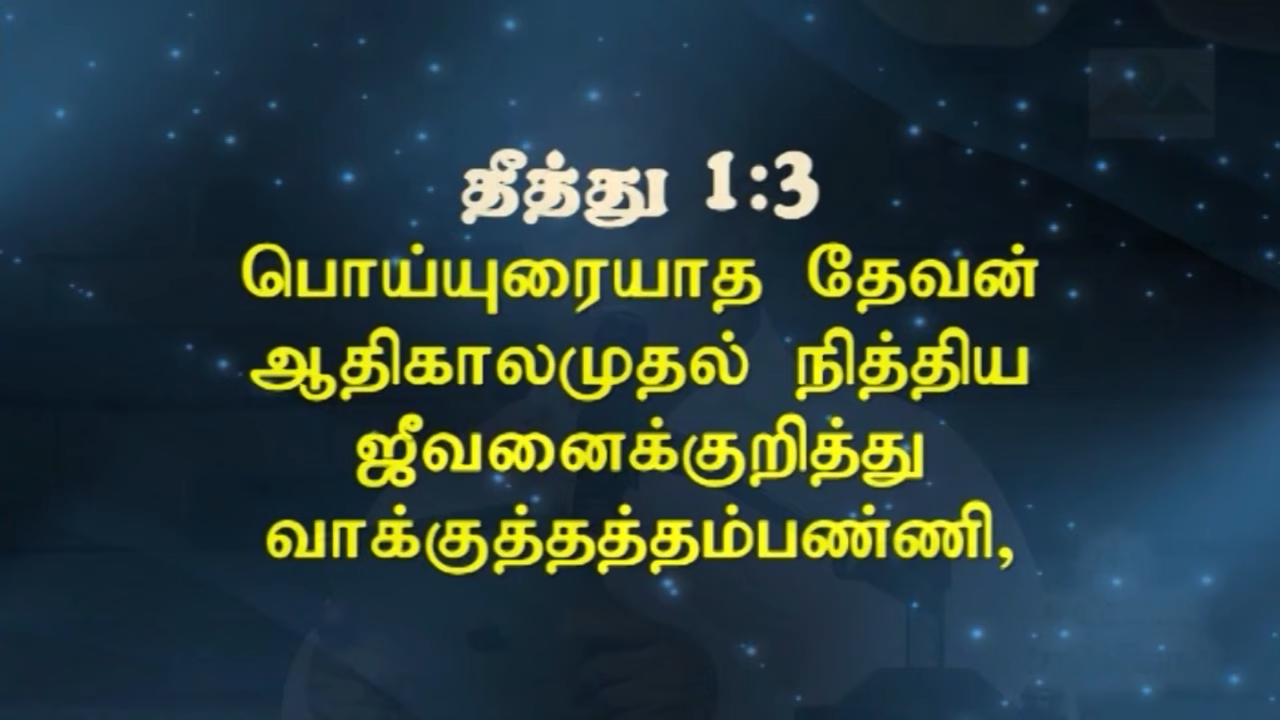 தீத்து 1:3
பொய்யுரையாத தேவன்
ஆதிகாலமுதல் நித்திய
ஜீவனைக்குறித்து
வாக்குத்தத்தம்பண்ணி,